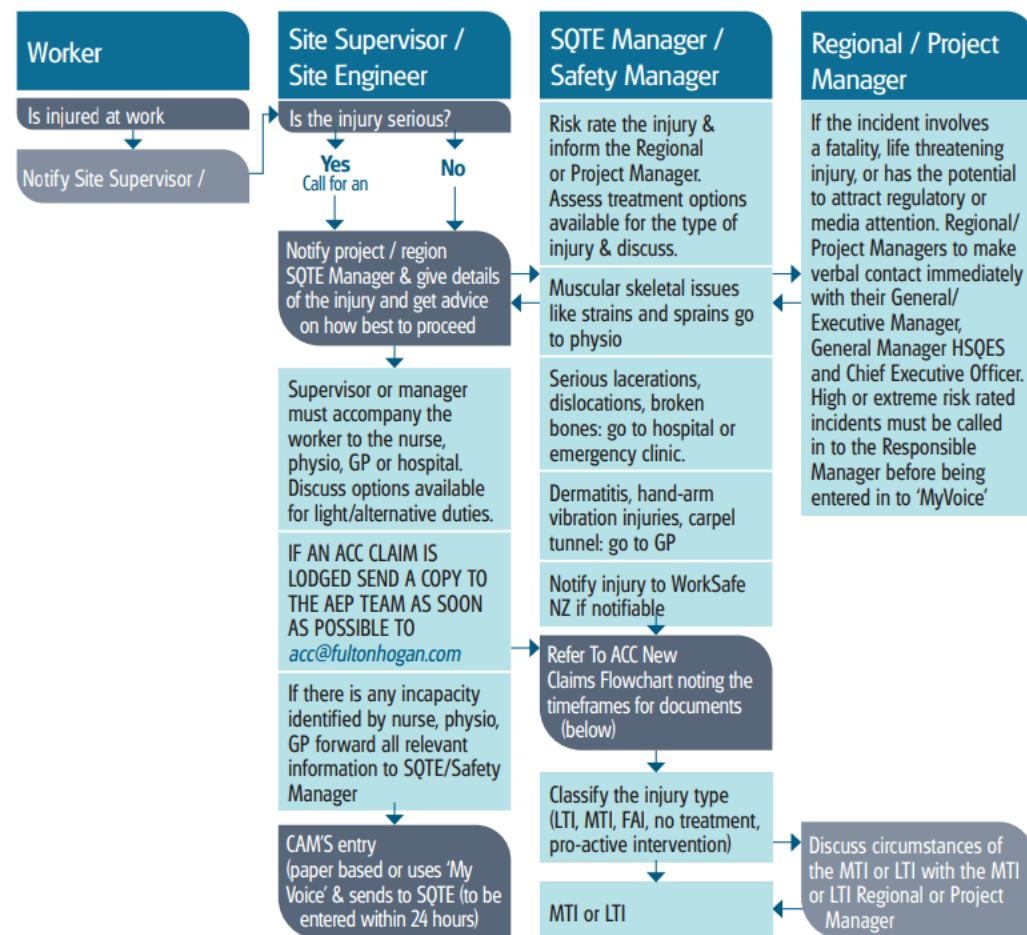 Worker
Is injured at work
Notify Site Supervisor /
Site Supervisor /
Site Engineer
Is the injury serious?
Yes
Call for an
No
Notify project / region
SQTE Manager & give details
of the injury and get advice
on how best to proceed
Supervisor or manager
must accompany the
worker to the nurse,
physio, GP or hospital.
Discuss options available
for light/alternative duties.
IF AN ACC CLAIM IS
LODGED SEND A COPY TO
THE AEP TEAM AS SOON
AS POSSIBLE TO
acc@fultonhogan.com
If there is any incapacity
identified by nurse, physio,
GP forward all relevant
information to SQTE/Safety
Manager
CAM'S entry
(paper based or uses 'My
Voice' & sends to SQTE (to be
entered within 24 hours)
SQTE Manager /
Safety Manager
Risk rate the injury &
inform the Regional
or Project Manager.
Assess treatment options
available for the type of
injury & discuss.
Muscular skeletal issues
like strains and sprains go
to physio
Serious lacerations,
dislocations, broken
bones: go to hospital or
emergency clinic.
Dermatitis, hand-arm
vibration injuries, carpel
tunnel: go to GP
Notify injury to WorkSafe
NZ if notifiable
Refer To ACC New
Claims Flowchart noting the
timeframes for documents
(below)
Classify the injury type
(LTI, MTI, FAI, no treatment,
pro-active intervention)
MTI or LTI
Regional / Project
Manager
If the incident involves
a fatality, life threatening
injury, or has the potential
to attract regulatory or
media attention. Regional/
Project Managers to make
verbal contact immediately
with their General/
Executive Manager,
General Manager HSQES
and Chief Executive Officer.
High or extreme risk rated
incidents must be called
in to the Responsible
Manager before being
entered in to 'MyVoice'
Discuss circumstances of
the MTI or LTI with the MTI
or LTI Regional or Project
Manager